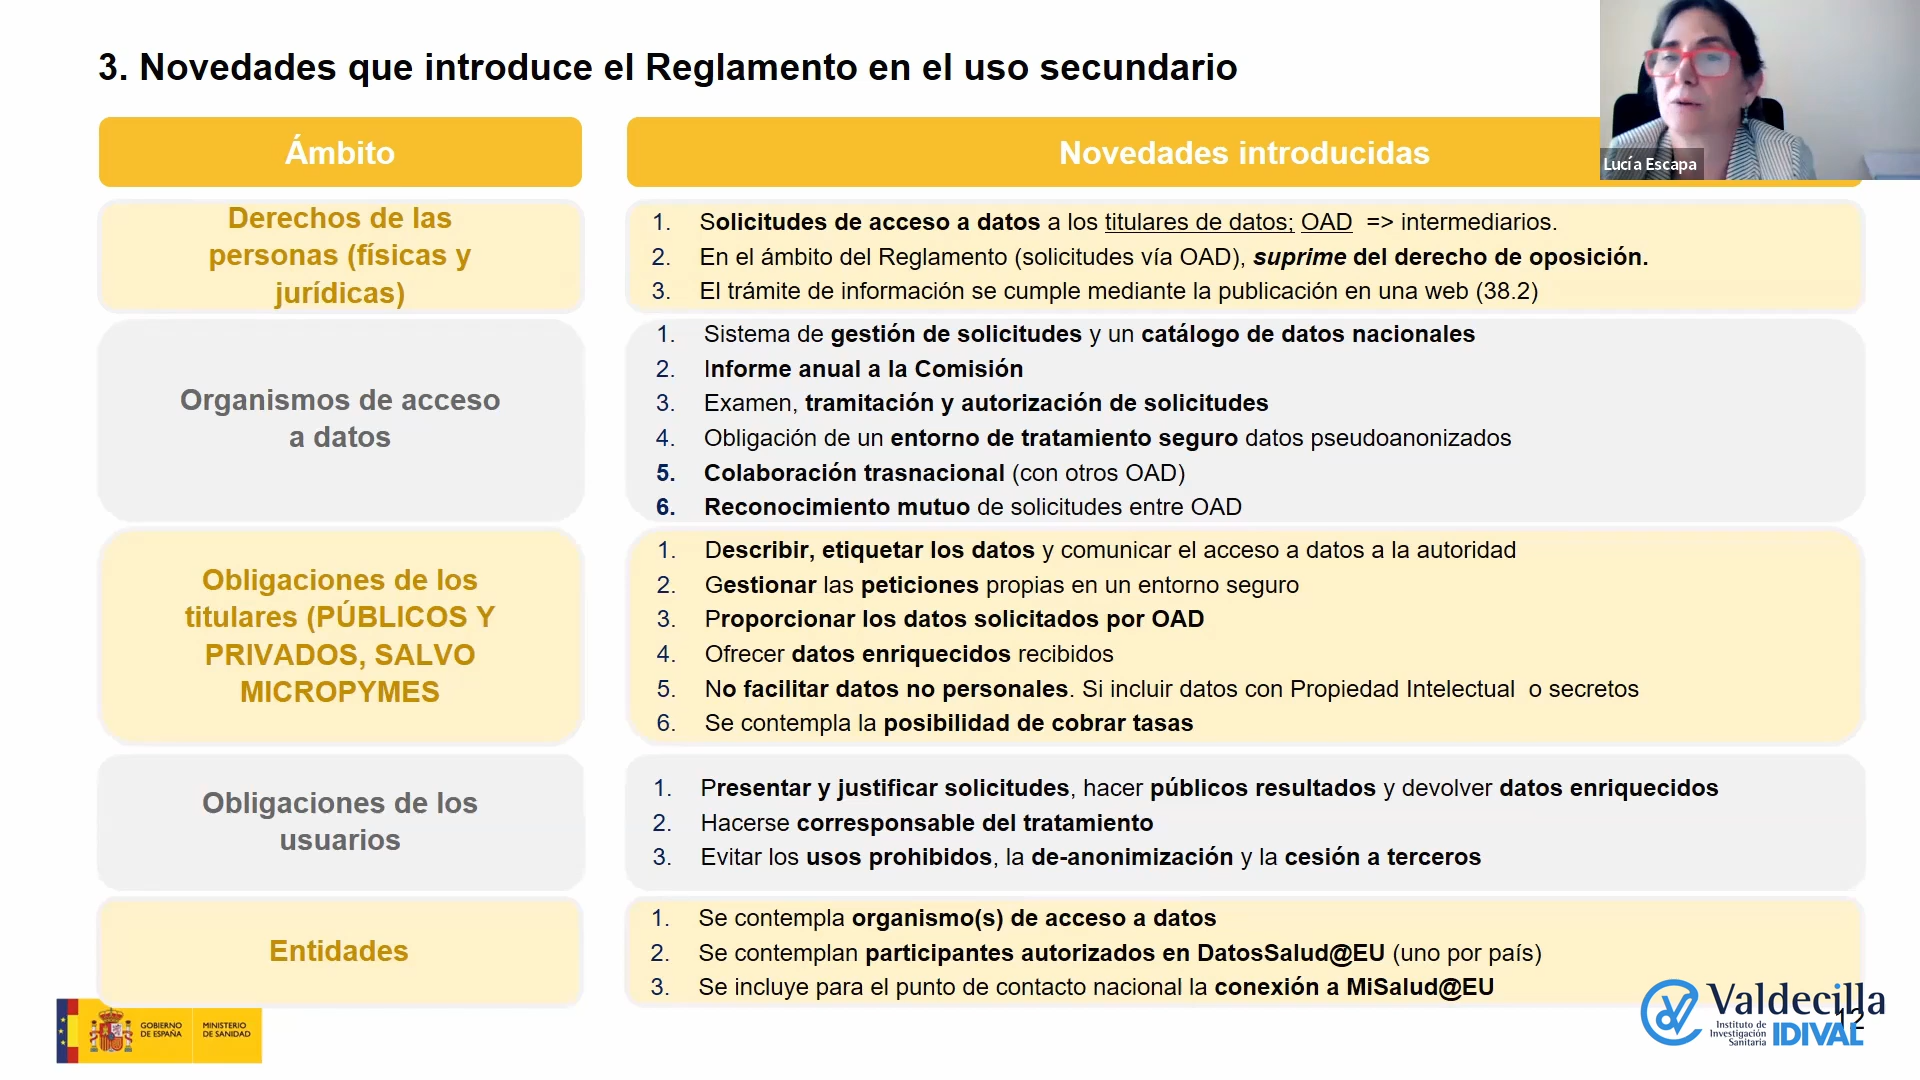 3. Novedades que introduce el Reglamento en el uso secundario
Lucía Escapa
Ámbito
Novedades introducidas
Derechos de las
personas (físicas y
jurídicas)
1. Solicitudes de acceso a datos a los titulares de datos; OAD => intermediarios.
2. En el ámbito del Reglamento (solicitudes vía OAD), suprime del derecho de oposición.
3. El trámite de información se cumple mediante la publicación en una web (38.2)
Organismos de acceso
a datos
1. Sistema de gestión de solicitudes y un catálogo de datos nacionales
2. Informe anual a la Comisión
3. Examen, tramitación y autorización de solicitudes
4. Obligación de un entorno de tratamiento seguro datos pseudoanonizados
5. Colaboración trasnacional (con otros OAD)
6. Reconocimiento mutuo de solicitudes entre OAD
Obligaciones de los
titulares (PÚBLICOS Y
PRIVADOS, SALVO
MICROPYMES
1. Describir, etiquetar los datos y comunicar el acceso a datos a la autoridad
2. Gestionar las peticiones propias en un entorno seguro
3. Proporcionar los datos solicitados por OAD
4. Ofrecer datos enriquecidos recibidos
5. No facilitar datos no personales. Si incluir datos con Propiedad Intelectual o secretos
6. Se contempla la posibilidad de cobrar tasas
Obligaciones de los
usuarios
1. Presentar y justificar solicitudes, hacer públicos resultados y devolver datos enriquecidos
2. Hacerse corresponsable del tratamiento
3. Evitar los usos prohibidos, la de-anonimización y la cesión a terceros
Entidades
1. Se contempla organismo(s) de acceso a datos
2. Se contemplan participantes autorizados en DatosSalud@EU (uno por país)
3. Se incluye para el punto de contacto nacional la conexión a MiSalud@EU
GOBIERNO
DE ESPAÑA
MINISTERIO
DE SANIDAD
Valdecilla
Instituto de
Investigación
Sanitaria
IDIVAL
12